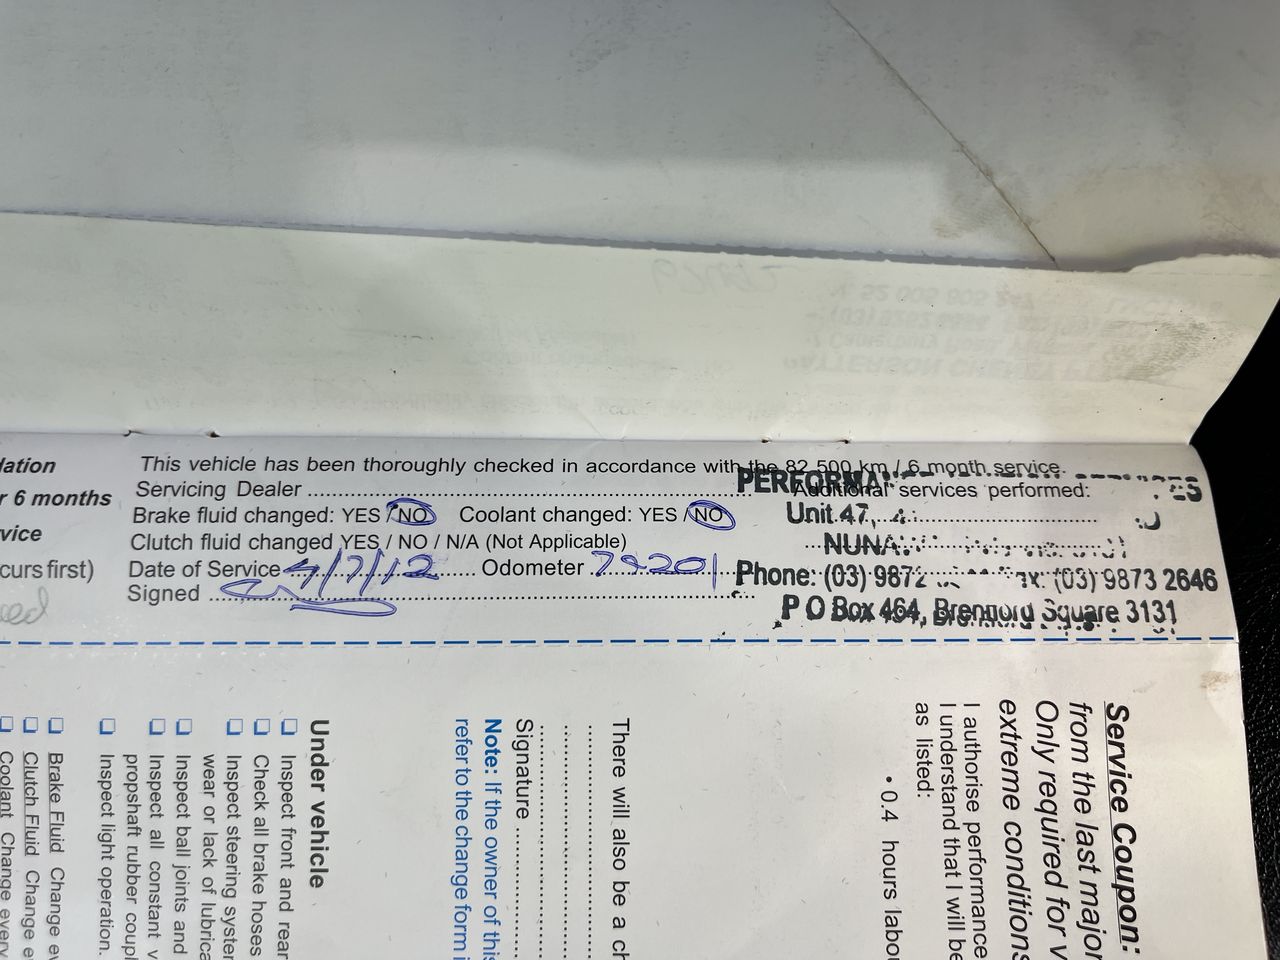 lation
r 6 months
vice
curs first)
This vehicle has been thoroughly checked in accordance with the 82 500 km / 6 month service.
Servicing Dealer
Additional services performed:
Brake fluid changed: YES / NO Coolant changed: YES / NO
Clutch fluid changed YES / NO / N/A (Not Applicable)
Date of Service 4/7/12 Odometer 78201
Signed
Unit 47,
Phone: (03) 9872 (03) 9873 2646
P O Box 464, Brentford Square 3131
Service Coupon:
from the last major
Only required for v
extreme conditions
I authorise performance
I understand that I will be
as listed:
• 0.4 hours labou
There will also be a ch
Signature
Note: If the owner of this
refer to the change form i
Under vehicle
❑ Inspect front and rear
❑ Check all brake hoses
❑ Inspect steering system
wear or lack of lubrica
❑ Inspect ball joints and
❑ Inspect all constant v
propshaft rubber coupl
❑ Inspect light operation.
❑ Brake Fluid Change ev
❑ Clutch Fluid Change e
❑ Coolant Change every